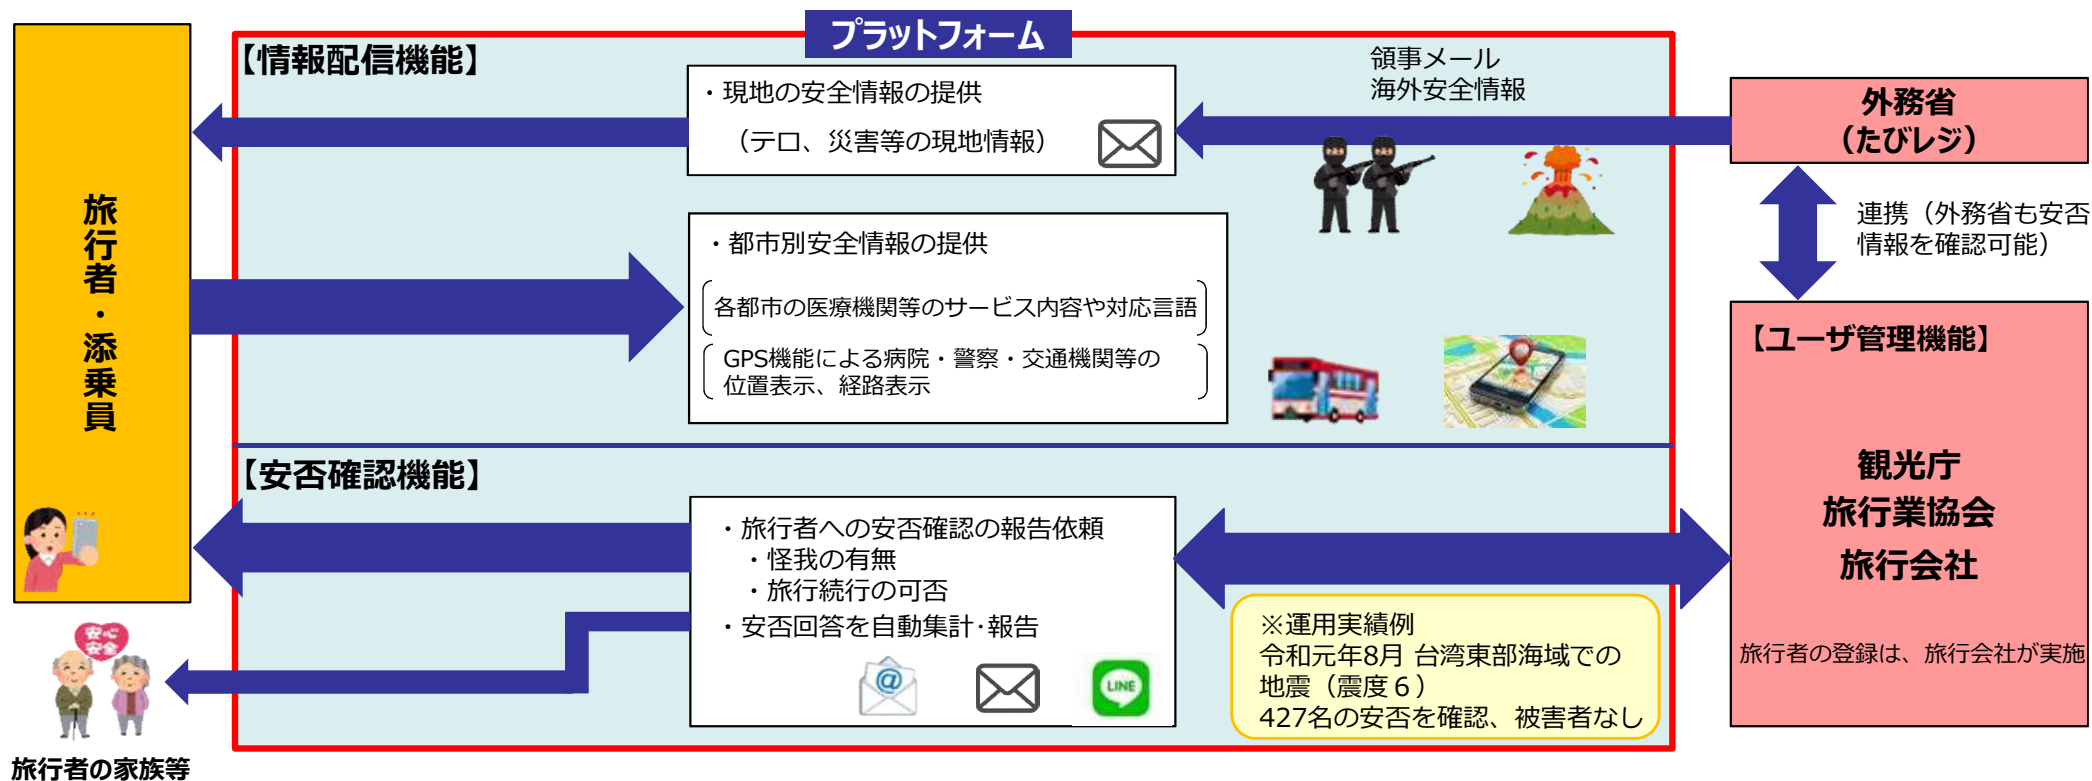 プラットフォーム
【情報配信機能】
・現地の安全情報の提供
（テロ、災害等の現地情報）
領事メール
海外安全情報
外務省
（たびレジ）
連携（外務省も安否
情報を確認可能）
旅行者・添乗員
・都市別安全情報の提供
各都市の医療機関等のサービス内容や対応言語
GPS機能による病院・警察・交通機関等の
位置表示、経路表示
【ユーザ管理機能】
観光庁
旅行業協会
旅行会社
旅行者の登録は、旅行会社が実施
【安否確認機能】
・旅行者への安否確認の報告依頼
・怪我の有無
・旅行続行の可否
・安否回答を自動集計･報告
@
LINE
※運用実績例
令和元年8月 台湾東部海域での
地震（震度６）
427名の安否を確認、被害者なし
安心
安全
旅行者の家族等